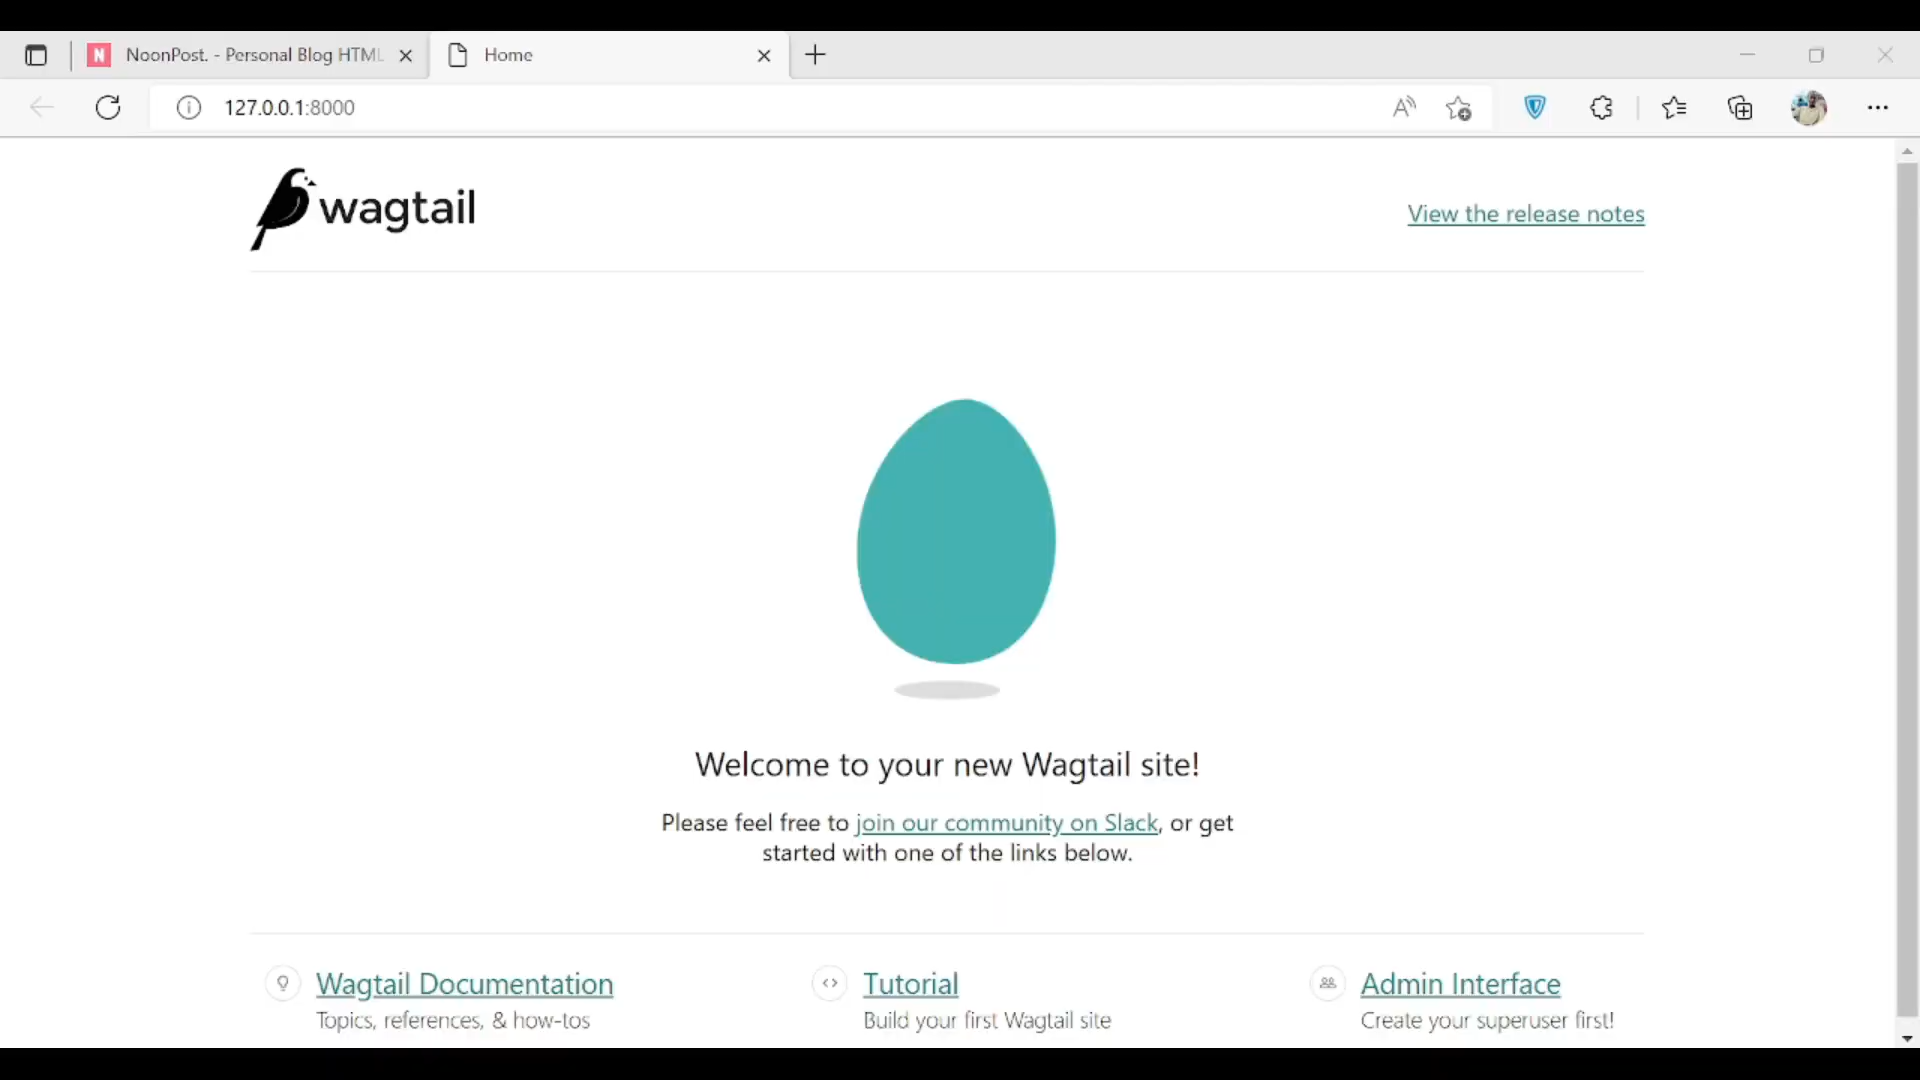 N NoonPost. - Personal Blog HTML
Home
127.0.0.1:8000
wagtail
View the release notes
Welcome to your new Wagtail site!
Please feel free to join our community on Slack, or get
started with one of the links below.
Wagtail Documentation
Topics, references, & how-tos
Tutorial
Build your first Wagtail site
Admin Interface
Create your superuser first!